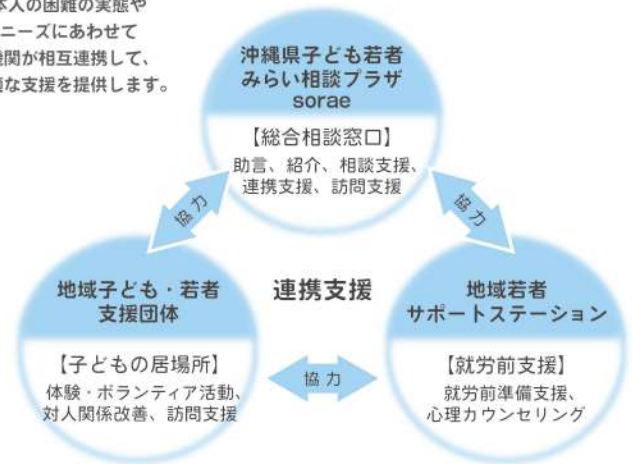 本人の困難の実態や
ニーズにあわせて
機関が相互連携して、
適な支援を提供します。
沖縄県子ども若者
みらい相談プラザ
sorae
【総合相談窓口】
助言、紹介、相談支援、
連携支援、訪問支援
協力
協力
地域子ども・若者
支援団体
【子どもの居場所】
体験・ボランティア活動、
対人関係改善、訪問支援
連携支援
協力
地域若者
サポートステーション
【就労前支援】
就労前準備支援、
心理カウンセリング